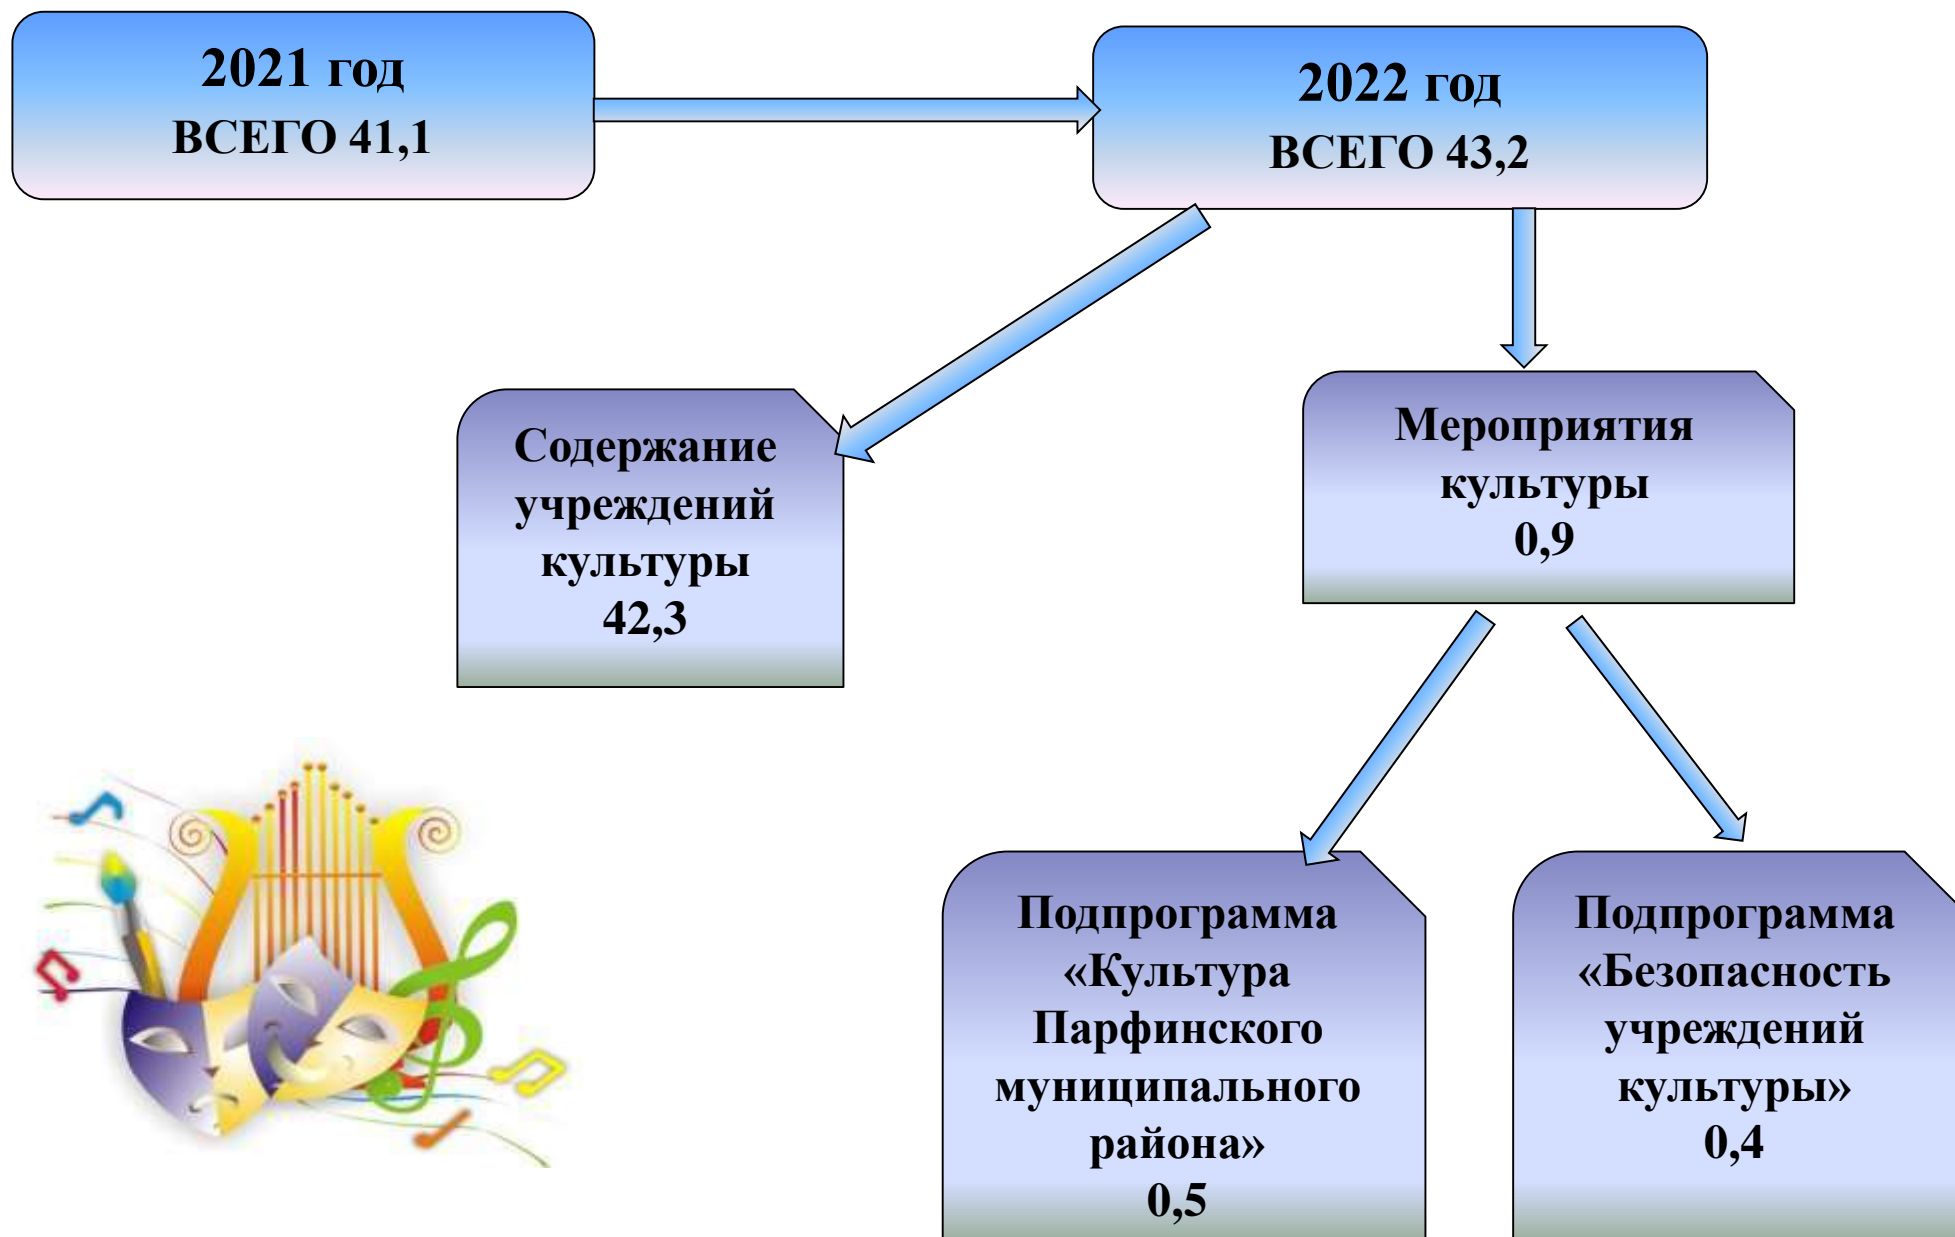 2021 год
ВСЕГО 41,1
2022 год
ВСЕГО 43,2
Содержание
учреждений
культуры
42,3
Мероприятия
культуры
0,9
Подпрограмма
«Культура
Парфинского
муниципального
района»
0,5
Подпрограмма
«Безопасность
учреждений
культуры»
0,4